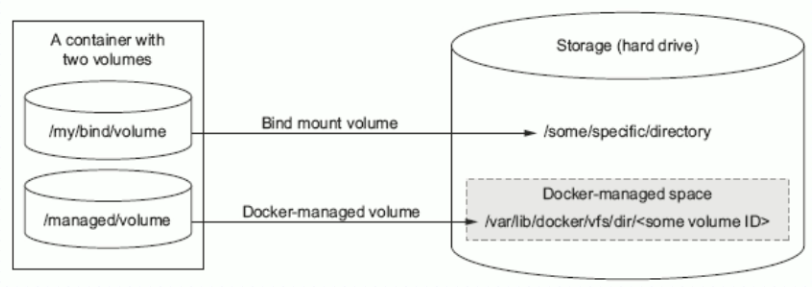 A container with
two volumes
/my/bind/volume
/managed/volume
Bind mount volume
Docker-managed volume
Storage (hard drive)
/some/specific/directory
Docker-managed space
/var/lib/docker/vfs/dir/<some volume ID>